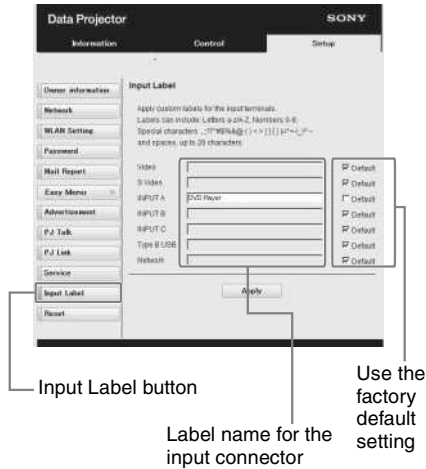 Data Projector
SONY
Information Control Setup
Owner information
Network
WLAN Setting
Password
Mail Report
Easy Menu
Advertisement
PJ Talk
PJ Link
Service
Input Label
Reset
Input Label
Apply custom labels for the input terminals.
Labels can include: Letters a-z/A-Z, Numbers 0-9,
Special characters
and spaces, up to 20 characters.
Video Default
S Video Default
INPUT A DVD Player Default
INPUT B Default
INPUT C Default
Type B USB Default
Network Default
Apply
Input Label button
Label name for the
input connector
Use the
factory
default
setting